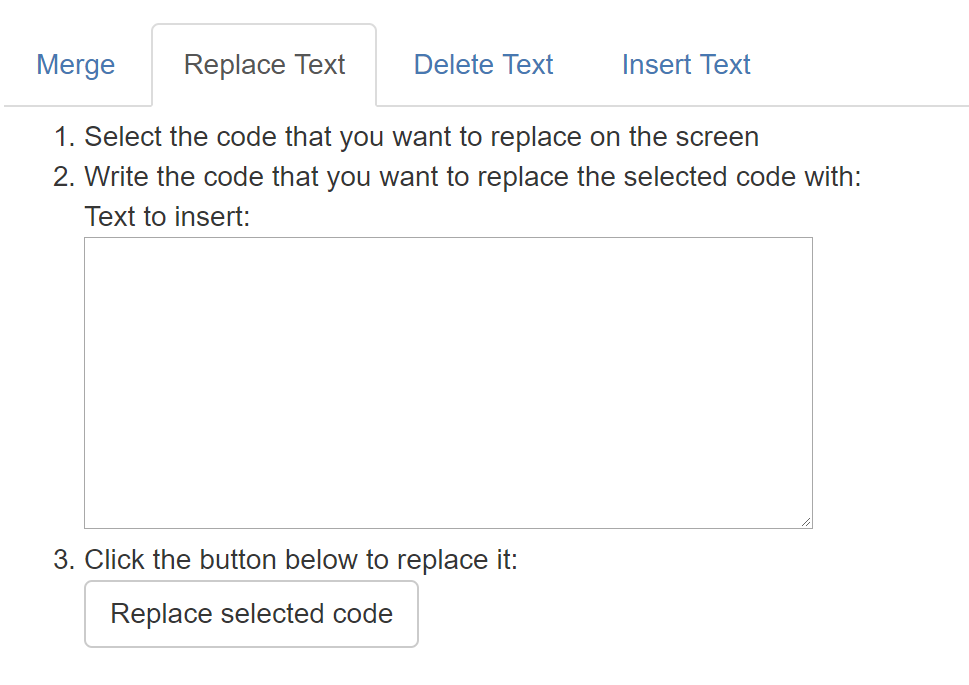 Merge Replace Text Delete Text Insert Text
1. Select the code that you want to replace on the screen
2. Write the code that you want to replace the selected code with:
Text to insert:
3. Click the button below to replace it:
Replace selected code